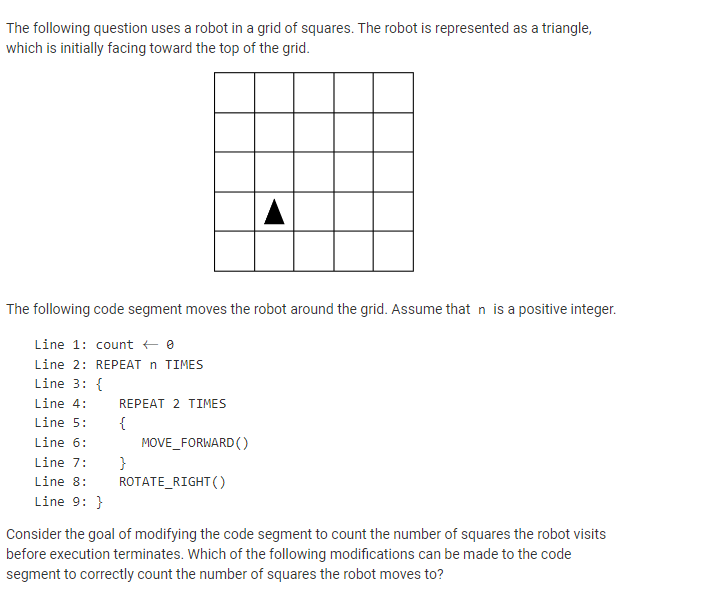 The following question uses a robot in a grid of squares. The robot is represented as a triangle,
which is initially facing toward the top of the grid.
The following code segment moves the robot around the grid. Assume that n is a positive integer.
Line 1: count ← 0
Line 2: REPEAT n TIMES
Line 3: {
Line 4: REPEAT 2 TIMES
Line 5: {
Line 6: MOVE_FORWARD()
Line 7: }
Line 8: ROTATE_RIGHT()
Line 9: }
Consider the goal of modifying the code segment to count the number of squares the robot visits
before execution terminates. Which of the following modifications can be made to the code
segment to correctly count the number of squares the robot moves to?